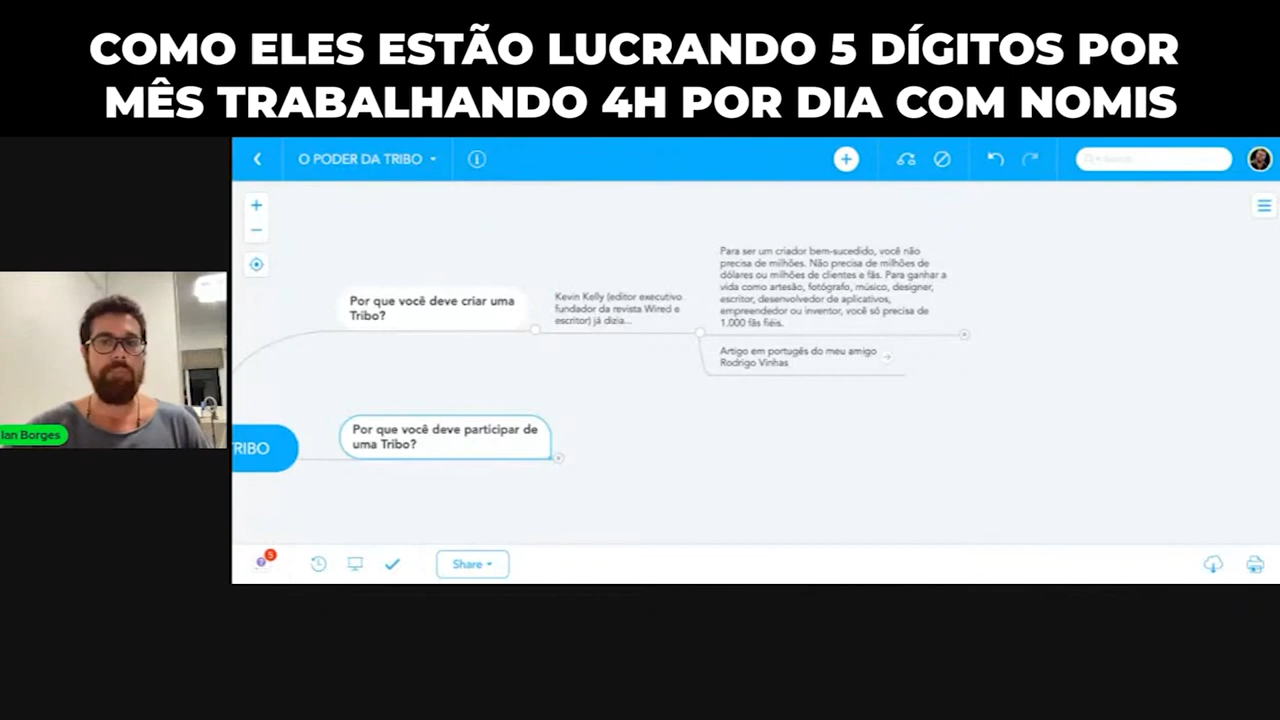 COMO ELES ESTÃO LUCRANDO 5 DÍGITOS POR
MÊS TRABALHANDO 4H POR DIA COM NOMIS
O PODER DA TRIBO
Para ser um criador bem-sucedido, você não
precisa de milhões. Não precisa de milhões de
dólares ou milhões de clientes e fãs. Para ganhar a
vida como artesão, fotógrafo, músico, designer,
escritor, desenvolvedor de aplicativos,
empreendedor ou inventor, você só precisa de
1.000 fãs fiéis.
Por que você deve criar uma
Tribo?
Kevin Kelly (editor executivo
fundador da revista Wired e
escritor) já dizia...
Artigo em portugês do meu amigo
Rodrigo Vinhas
Ian Borges
TRIBO
Por que você deve participar de
uma Tribo?
5
Share